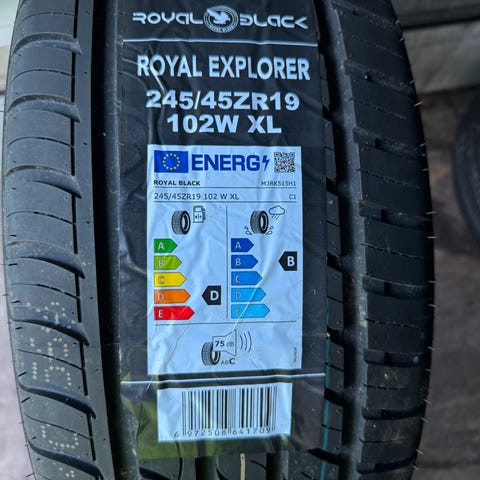 ROYAL BLACK
ROYAL EXPLORER
245/45ZR19
102W XL
ENERG
ROYAL BLACK M3RK515H1
245/45ZR19 102 W XL C1
A A
B B B
C C
D D D
E E
75 dB
ABC
6 972508 641709